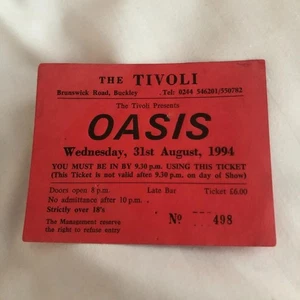 THE TIVOLI
Brunswick Road, Buckley Tel: 0244 546201/550782
The Tivoli Presents
OASIS
Wednesday, 31st August, 1994
YOU MUST BE IN BY 9.30 p.m. USING THIS TICKET
(This Ticket is not valid after 9.30 p.m. on day of Show)
Doors open 8 p.m. Late Bar Ticket £6.00
No admittance after 10 p.m.
Strictly over 18's
The Management reserve
the right to refuse entry
Nº 498